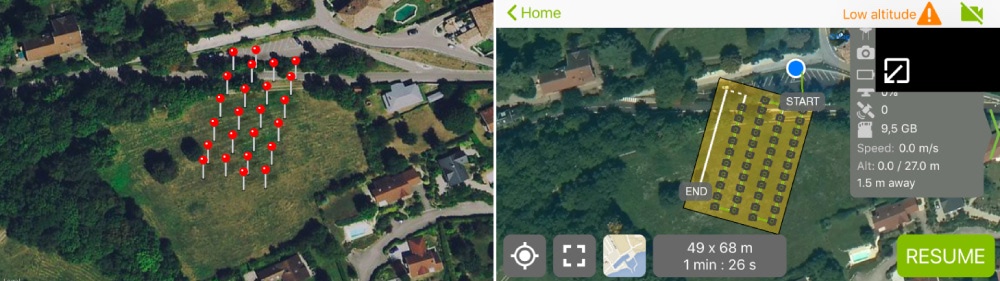 Home
Low altitude
START
0%
0
9,5 GB
Speed: 0.0 m/s
Alt: 0.0 / 27.0 m
1.5 m away
END
49 x 68 m
1 min : 26 s
RESUME